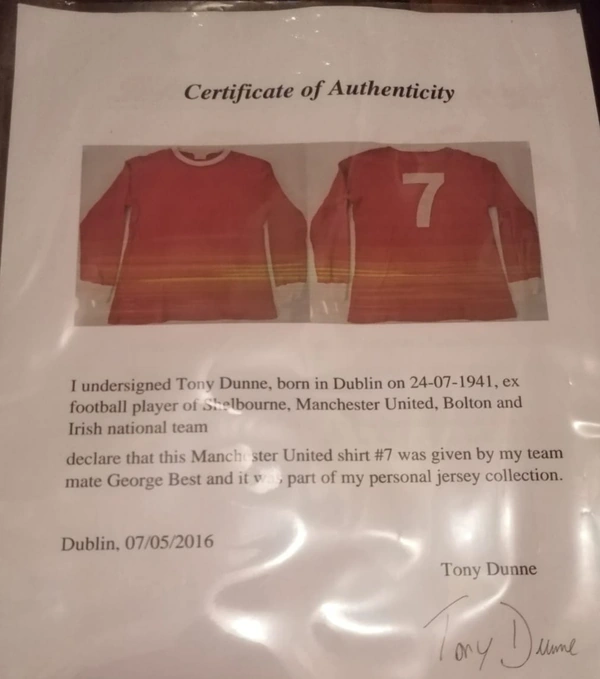 Certificate of Authenticity
7
I undersigned Tony Dunne, born in Dublin on 24-07-1941, ex
football player of Shelbourne, Manchester United, Bolton and
Irish national team
declare that this Manchester United shirt #7 was given by my team
mate George Best and it was part of my personal jersey collection.
Dublin, 07/05/2016
Tony Dunne
Tony Dunne